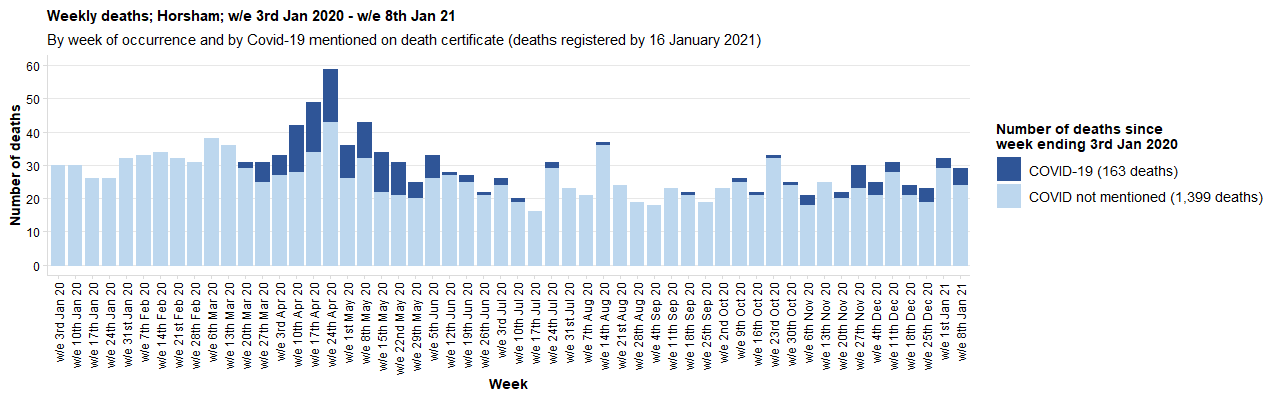 Weekly deaths; Horsham; w/e 3rd Jan 2020 - w/e 8th Jan 21
By week of occurrence and by Covid-19 mentioned on death certificate (deaths registered by 16 January 2021)
Number of deaths
60
50
40
30
20
10
0
w/e 3rd Jan 20
w/e 10th Jan 20
w/e 17th Jan 20
w/e 24th Jan 20
w/e 31st Jan 20
w/e 7th Feb 20
w/e 14th Feb 20
w/e 21st Feb 20
w/e 28th Feb 20
w/e 6th Mar 20
w/e 13th Mar 20
w/e 20th Mar 20
w/e 27th Mar 20
w/e 3rd Apr 20
w/e 10th Apr 20
w/e 17th Apr 20
w/e 24th Apr 20
w/e 1st May 20
w/e 8th May 20
w/e 15th May 20
w/e 22nd May 20
w/e 29th May 20
w/e 5th Jun 20
w/e 12th Jun 20
w/e 19th Jun 20
w/e 26th Jun 20
w/e 3rd Jul 20
w/e 10th Jul 20
w/e 17th Jul 20
w/e 24th Jul 20
w/e 31st Jul 20
w/e 7th Aug 20
w/e 14th Aug 20
w/e 21st Aug 20
w/e 28th Aug 20
w/e 4th Sep 20
w/e 11th Sep 20
w/e 18th Sep 20
w/e 25th Sep 20
w/e 2nd Oct 20
w/e 9th Oct 20
w/e 16th Oct 20
w/e 23rd Oct 20
w/e 30th Oct 20
w/e 6th Nov 20
w/e 13th Nov 20
w/e 20th Nov 20
w/e 27th Nov 20
w/e 4th Dec 20
w/e 11th Dec 20
w/e 18th Dec 20
w/e 25th Dec 20
w/e 1st Jan 21
w/e 8th Jan 21
Week
Number of deaths since
week ending 3rd Jan 2020
COVID-19 (163 deaths)
COVID not mentioned (1,399 deaths)